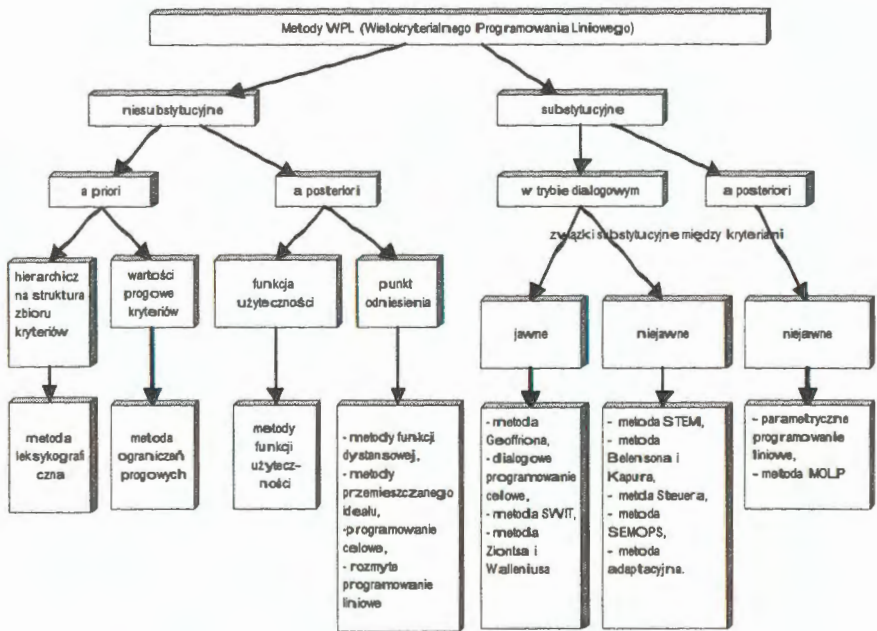 Metody WPL (Wielokryterialnego Programowania Liniowego)
niesubstytucyjne
substytucyjne
a priori
a posteriorii
w trybie dialogowym
a posteriori
związki substytucyjne między kryteriami
hierarchicz
na struktura
zbioru
kryteriów
wartości
progowe
kryteriów
funkcja
użyteczności
punkt
odniesienia
jawne
niejawne
niejawne
metoda
leksykografi
czna
metoda
ograniczeń
progowych
metody
funkcji
użytecz-
ności
- metody funkcji
dystansowej,
- metody
przemieszczanego
ideału,
-programowanie
celowe,
- rozmyte
programowanie
liniowe
- metoda
Geoffriona,
- dialogowe
programowanie
celowe,
- metoda SWIT,
- metoda
Ziontsa i
Walleniusa
- metoda STEM,
- metoda
Belensona i
Kapura,
- metda Steuera,
- metoda
SEMOPS,
- metoda
adaptacyjna.
- parametryczne
programowanie
liniowe,
- metoda MOLP